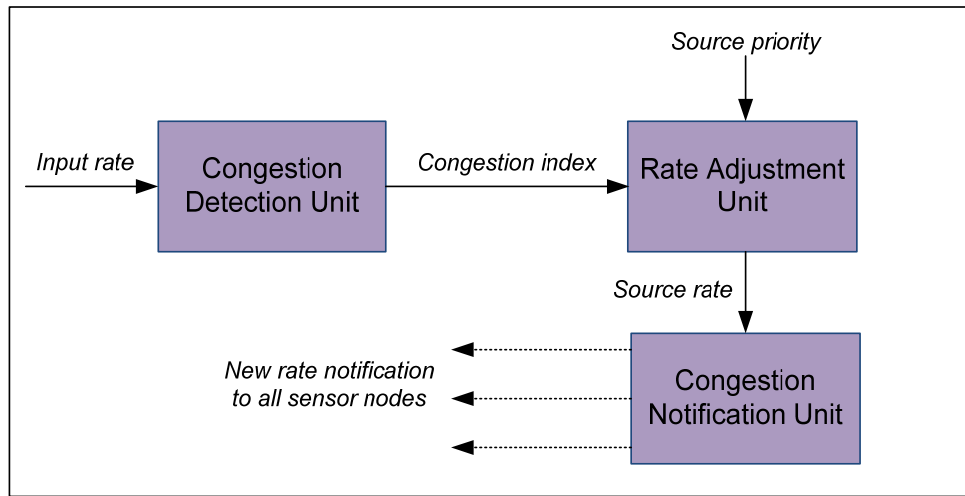 Source priority
Input rate
Congestion
Detection Unit
Congestion index
Rate Adjustment
Unit
Source rate
New rate notification
to all sensor nodes
Congestion
Notification Unit